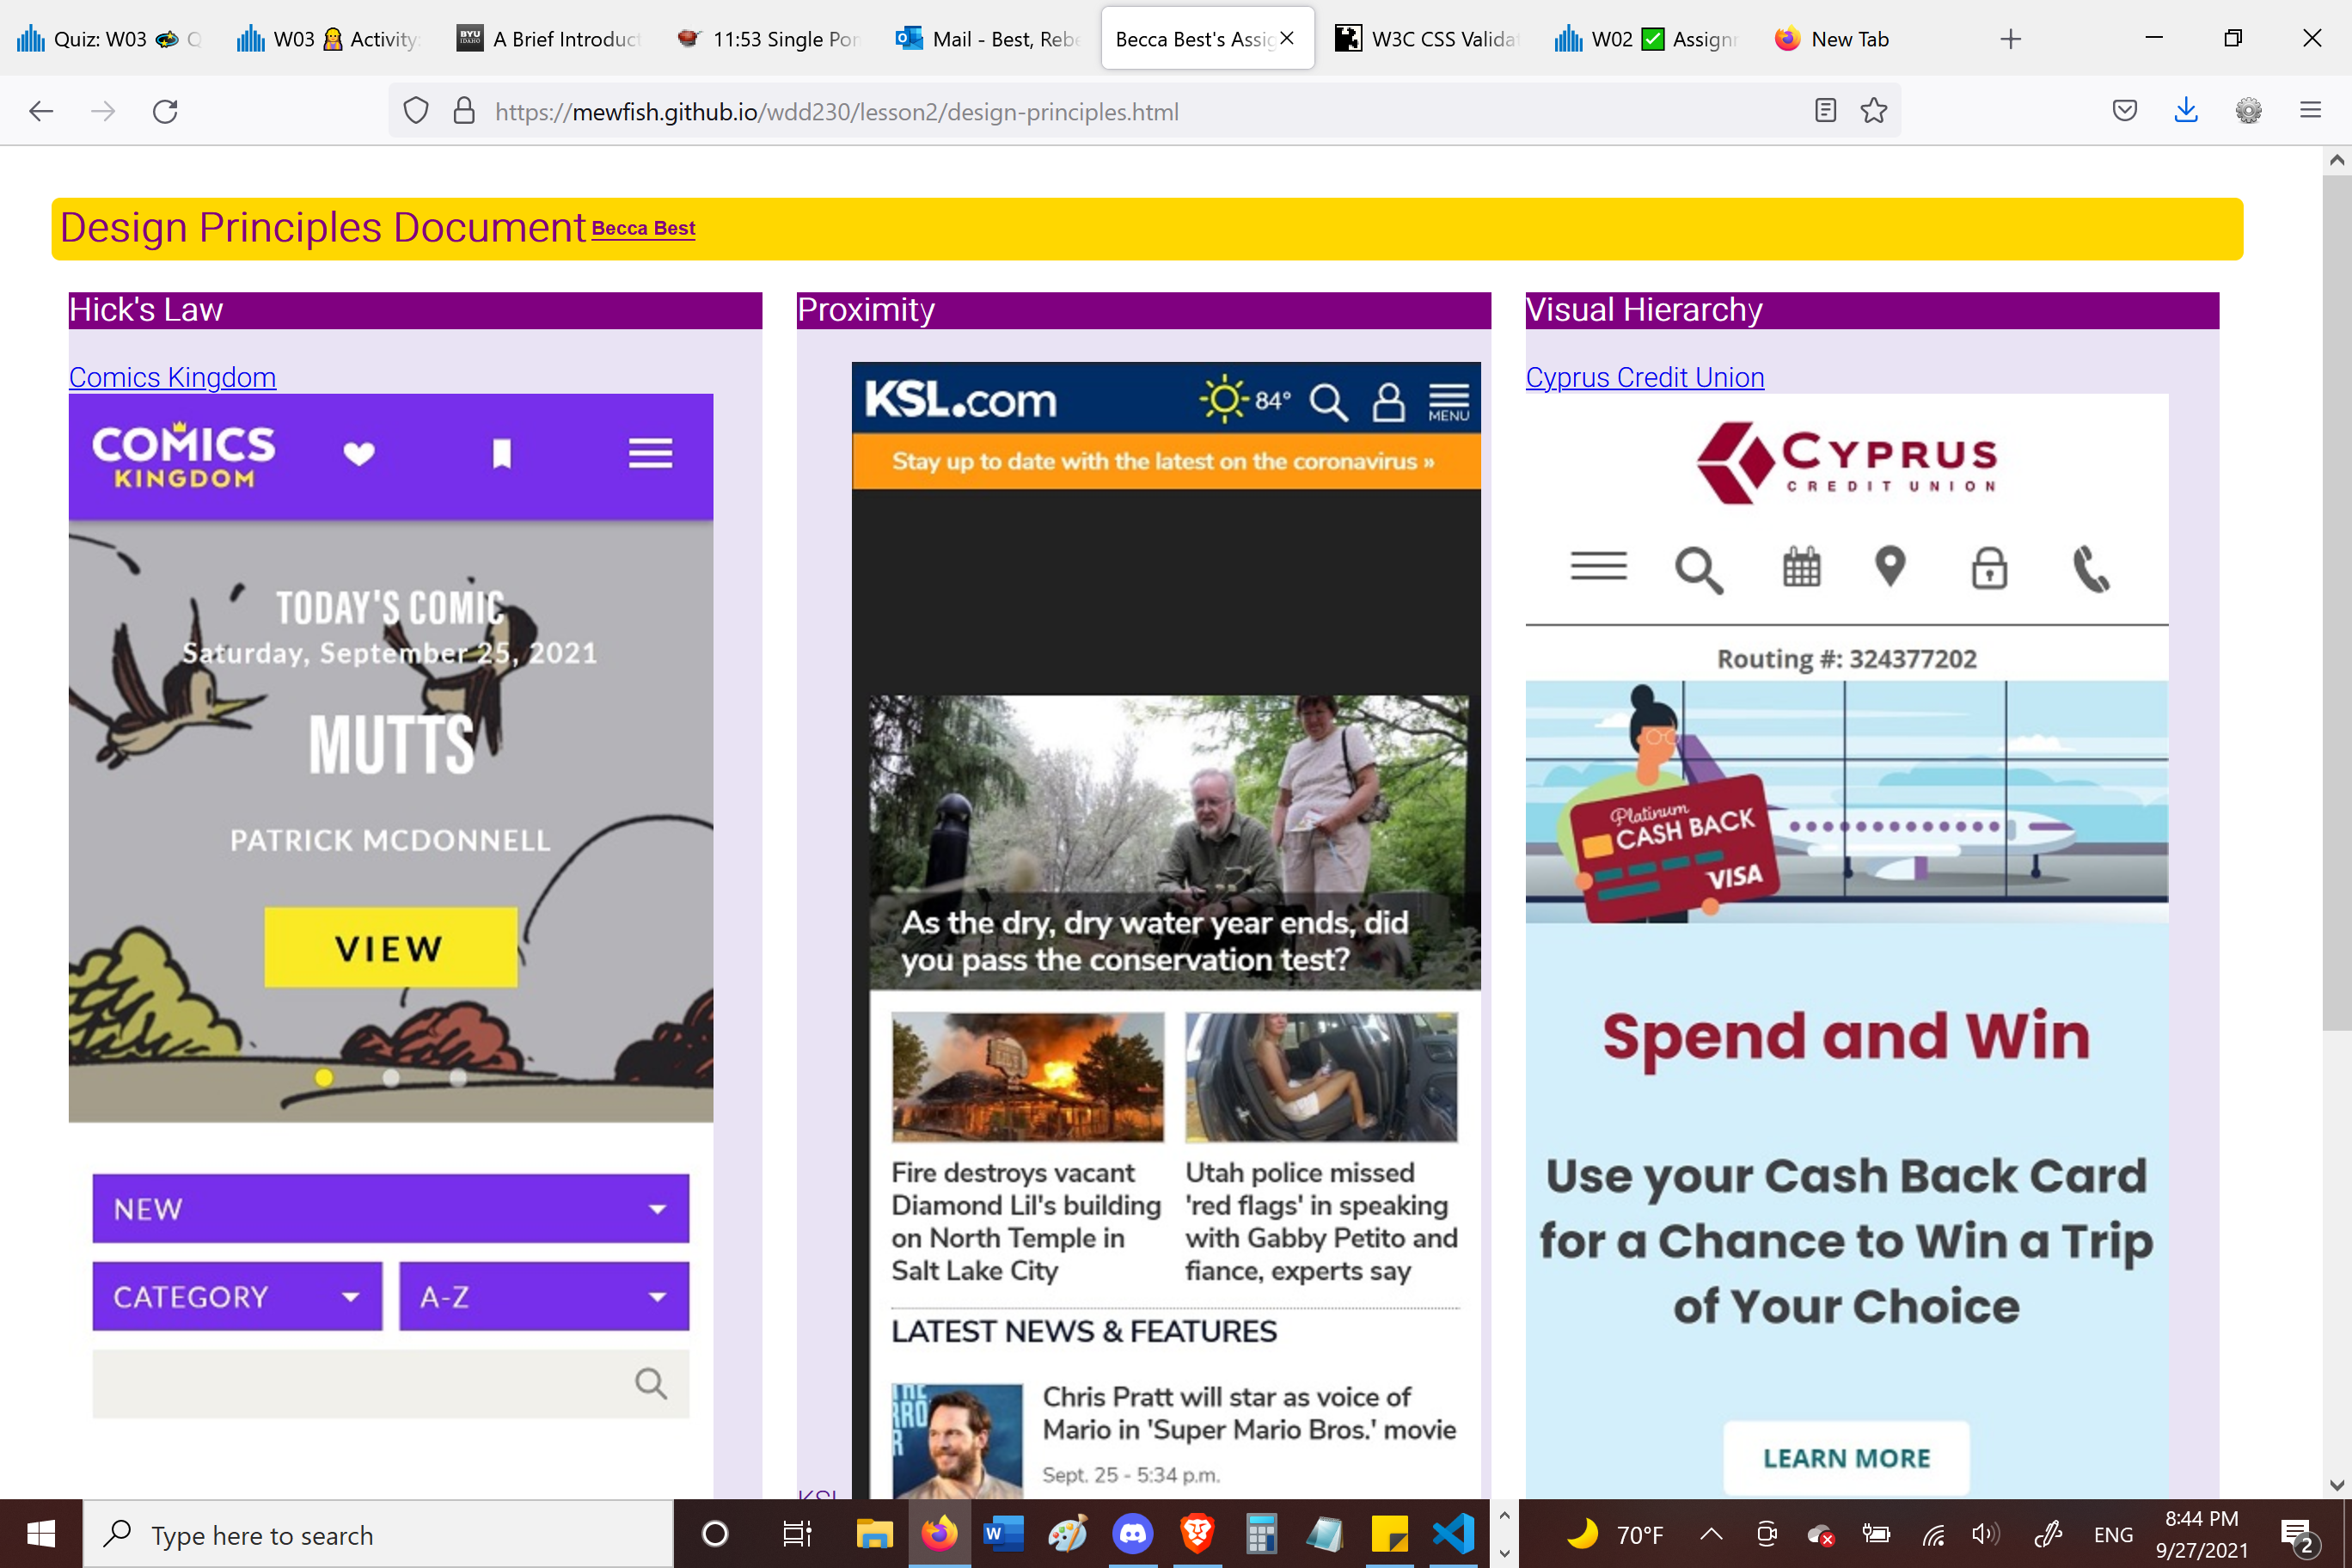 Quiz: W03 Q
W03 Activity:
BYU IDAHO A Brief Introduct
11:53 Single Por
Mail - Best, Rebe
Becca Best's Assig
W3C CSS Valida
W02 Assignr
New Tab
https://mewfish.github.io/wdd230/lesson2/design-principles.html
Design Principles Document Becca Best
Hick's Law
Comics Kingdom
COMICS
KINGDOM
TODAY'S COMIC
Saturday, September 25, 2021
MUTTS
PATRICK MCDONNELL
VIEW
NEW
CATEGORY
A-Z
Proximity
KSL.com 84°
MENU
Stay up to date with the latest on the coronavirus »
As the dry, dry water year ends, did
you pass the conservation test?
Fire destroys vacant
Diamond Lil's building
on North Temple in
Salt Lake City
Utah police missed
'red flags' in speaking
with Gabby Petito and
fiance, experts say
LATEST NEWS & FEATURES
Chris Pratt will star as voice of
Mario in 'Super Mario Bros.' movie
Sept. 25 - 5:34 p.m.
KSL
Visual Hierarchy
Cyprus Credit Union
CYPRUS
CREDIT UNION
Routing #: 324377202
Platinum
CASH BACK
VISA
Spend and Win
Use your Cash Back Card
for a Chance to Win a Trip
of Your Choice
LEARN MORE
Type here to search
70°F
ENG
8:44 PM
9/27/2021
2